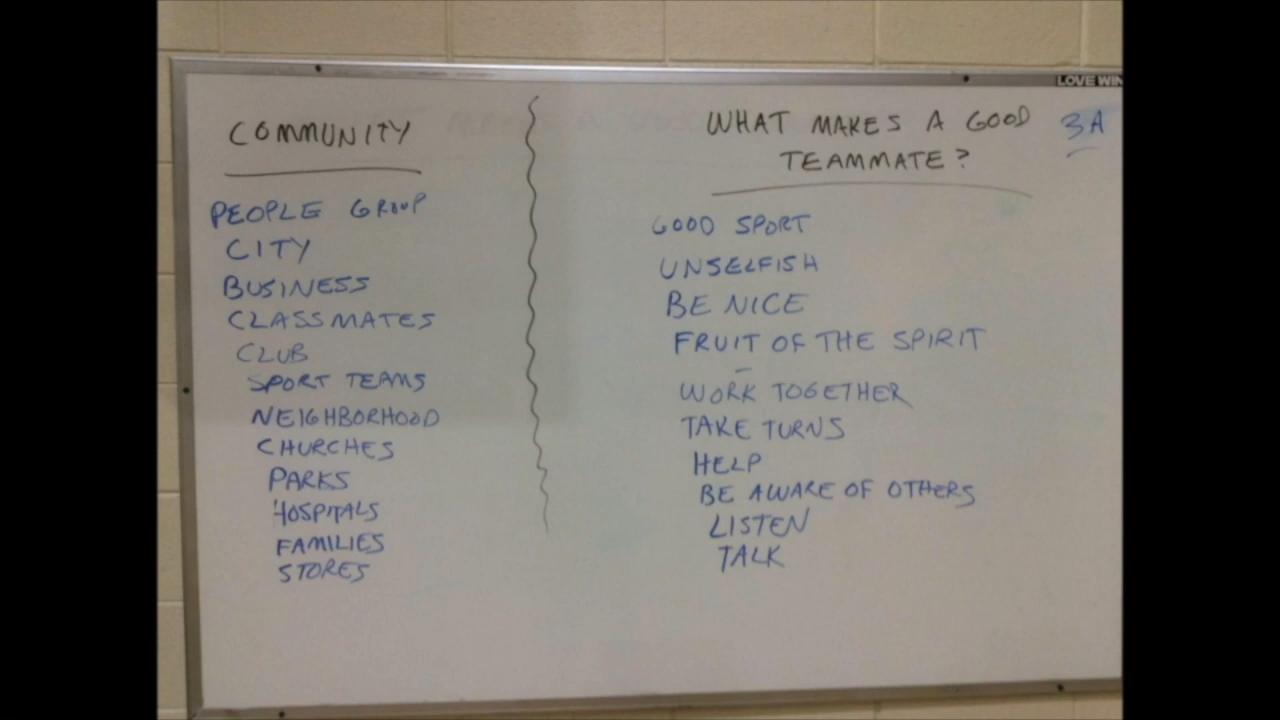 LOVE WIN
COMMUNITY
PEOPLE GROUP
CITY
BUSINESS
CLASSMATES
CLUB
SPORT TEAMS
NEIGHBORHOOD
CHURCHES
PARKS
HOSPITALS
FAMILIES
STORES
WHAT MAKES A GOOD
TEAMMATE?
3A
GOOD SPORT
UNSELFISH
BE NICE
FRUIT OF THE SPIRIT
WORK TOGETHER
TAKE TURNS
HELP
BE AWARE OF OTHERS
LISTEN
TALK